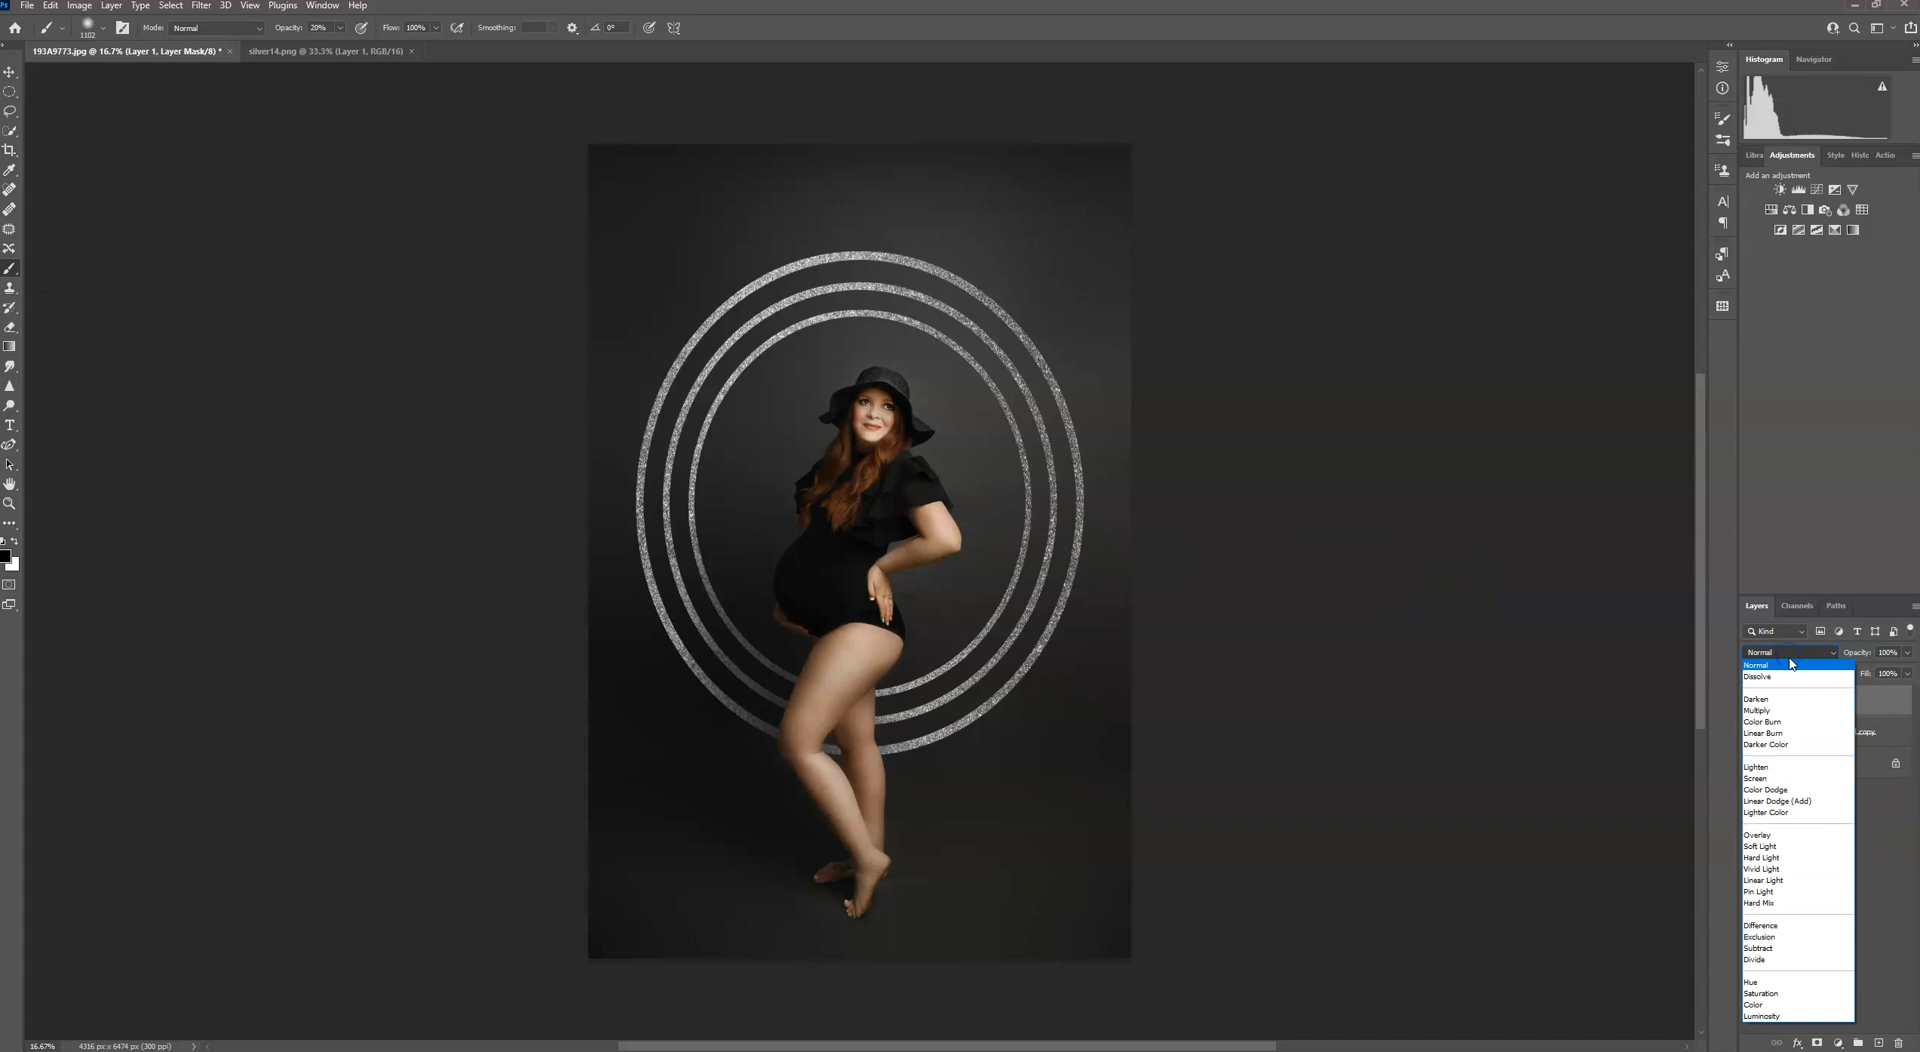 Ps File Edit Image Layer Type Select Filter 3D View Plugins Window Help
1102 Mode: Normal Opacity: 20% Flow: 100% Smoothing: 0°
193A9773.jpg @ 16.7% (Layer 1, Layer Mask/8) * × silver14.png @ 33.3% (Layer 1, RGB/16) ×
Histogram Navigator
Libra Adjustments Style Histc Actio
Add an adjustment
Layers Channels Paths
Kind
Normal Opacity: 100%
Fill: 100%
Normal
Dissolve
Darken
Multiply
Color Burn
Linear Burn
Darker Color
copy
Lighten
Screen
Color Dodge
Linear Dodge (Add)
Lighter Color
Overlay
Soft Light
Hard Light
Vivid Light
Linear Light
Pin Light
Hard Mix
Difference
Exclusion
Subtract
Divide
Hue
Saturation
Color
Luminosity
16.67% 4316 px x 6474 px (300 ppi)